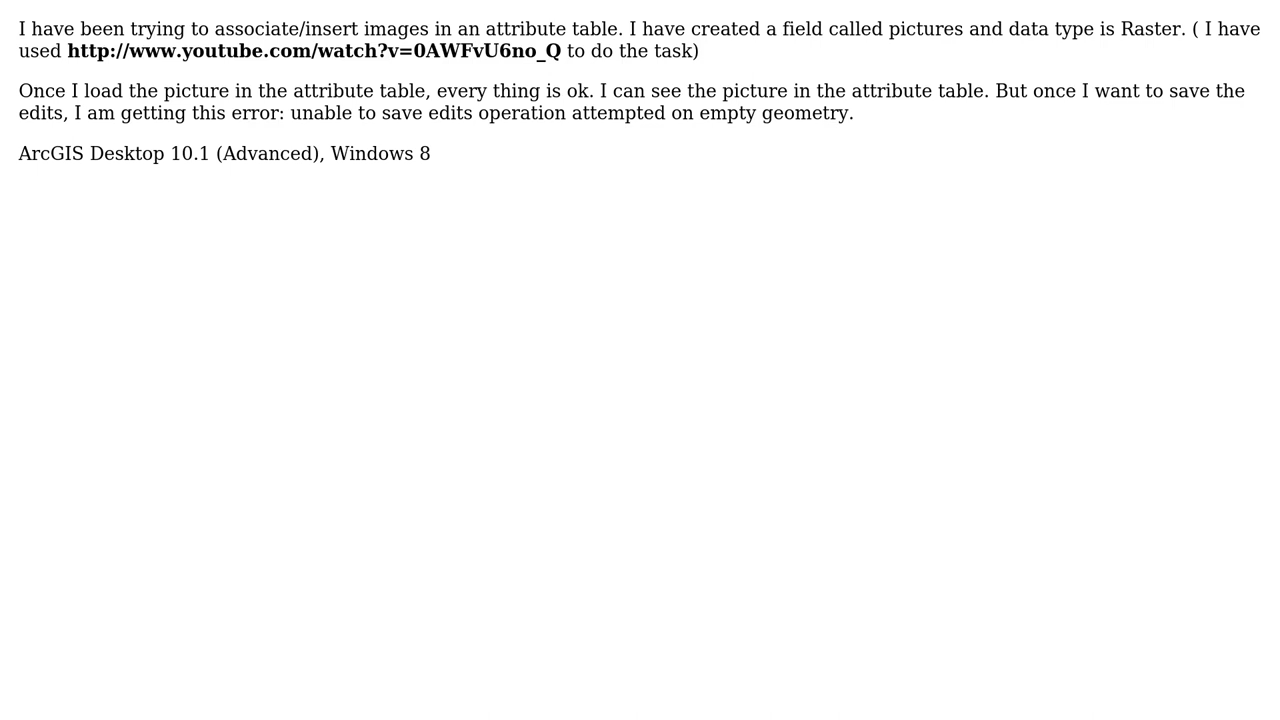 I have been trying to associate/insert images in an attribute table. I have created a field called pictures and data type is Raster. ( I have
used http://www.youtube.com/watch?v=0AWFvU6no_Q to do the task)
Once I load the picture in the attribute table, every thing is ok. I can see the picture in the attribute table. But once I want to save the
edits, I am getting this error: unable to save edits operation attempted on empty geometry.
ArcGIS Desktop 10.1 (Advanced), Windows 8